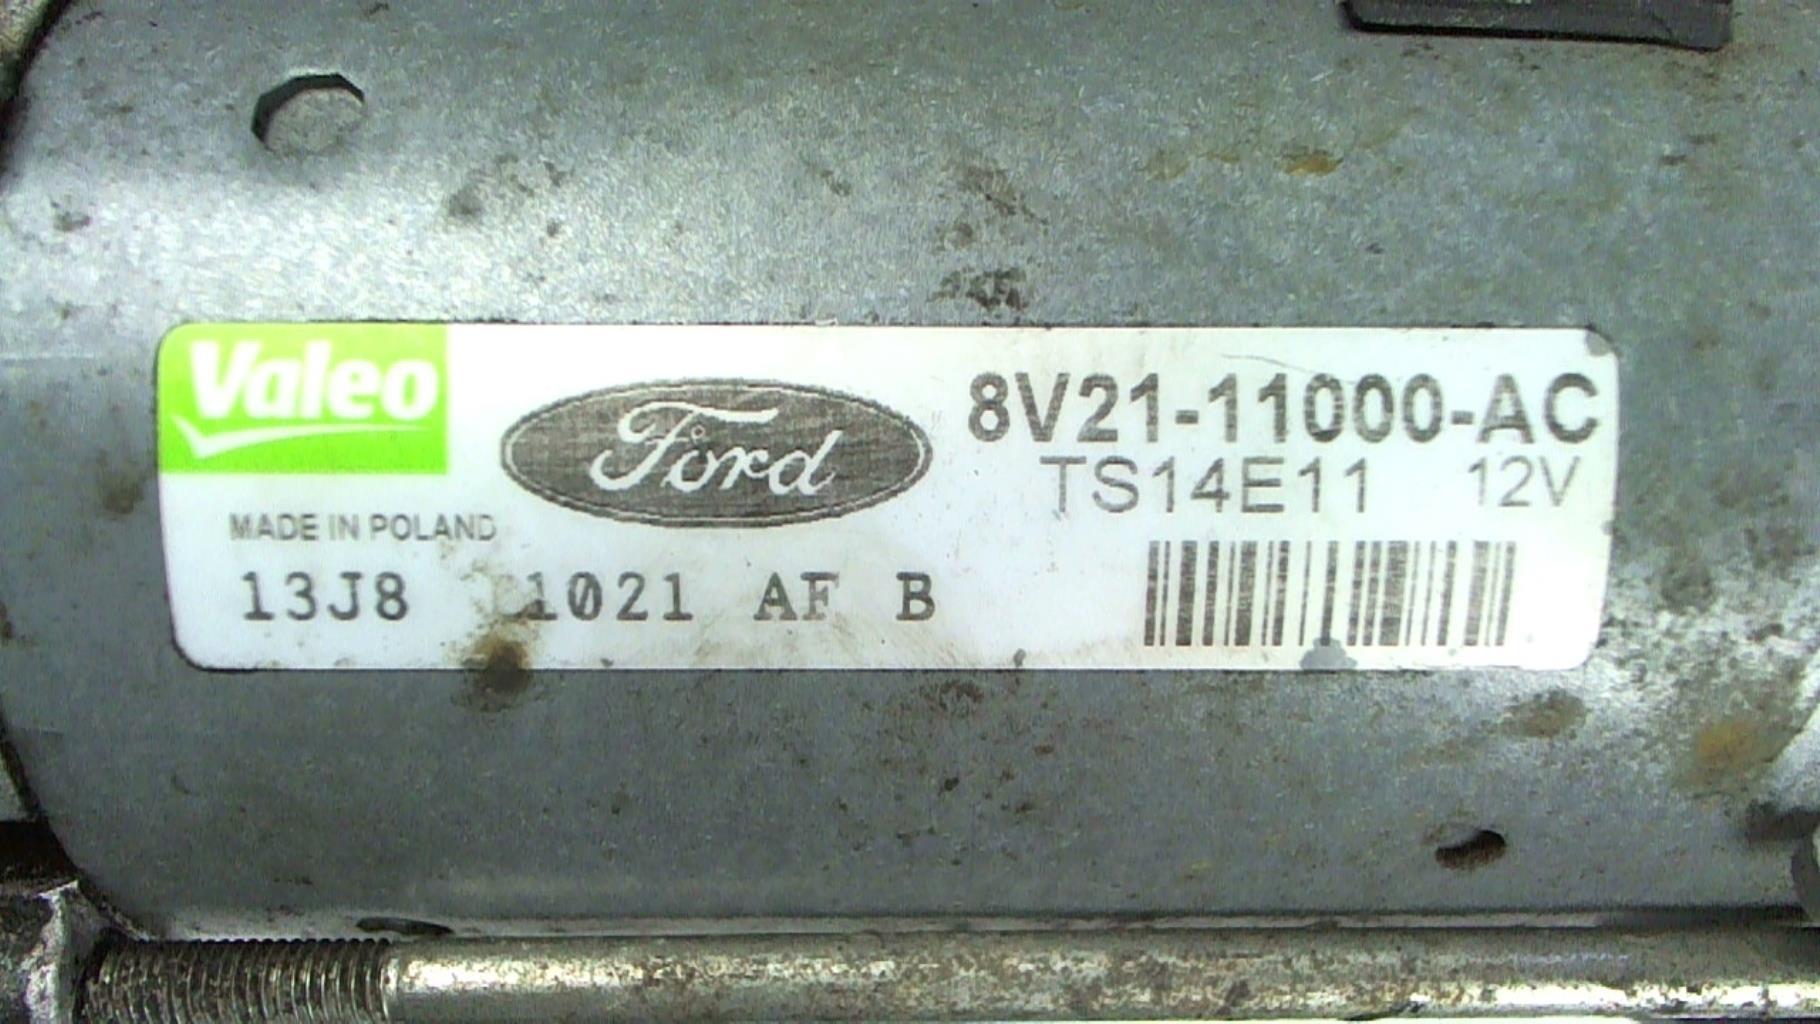 Valeo
Ford
8V21-11000-AC
TS14E11 12V
MADE IN POLAND
13J8 1021 AF B